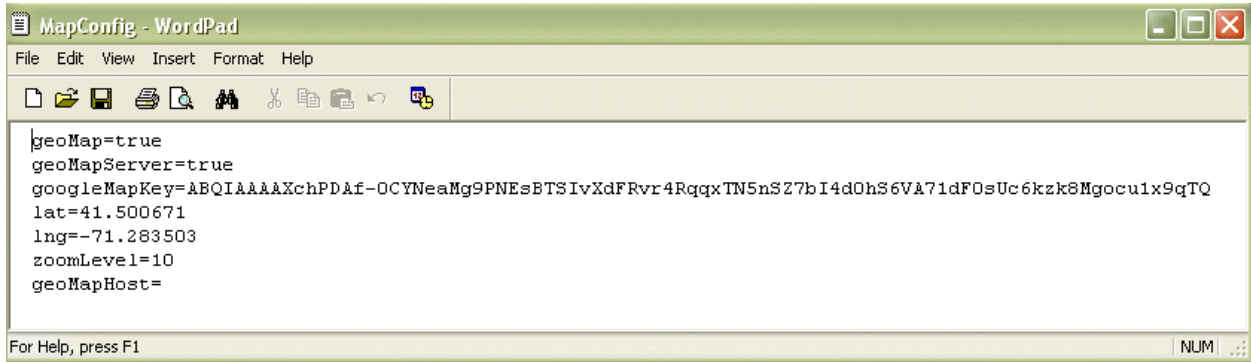 MapConfig - WordPad
File Edit View Insert Format Help
geoMap=true
geoMapServer=true
googleMapKey=ABQIAAAAXchPDAf-OCYNeaMg9PNEsBTSIvXdFRvr4RqqxTN5nSZ7bI4dOhS6VA71dFOsUc6kzk8Mgocu1x9qTQ
lat=41.500671
lng=-71.283503
zoomLevel=10
geoMapHost=
For Help, press F1
NUM